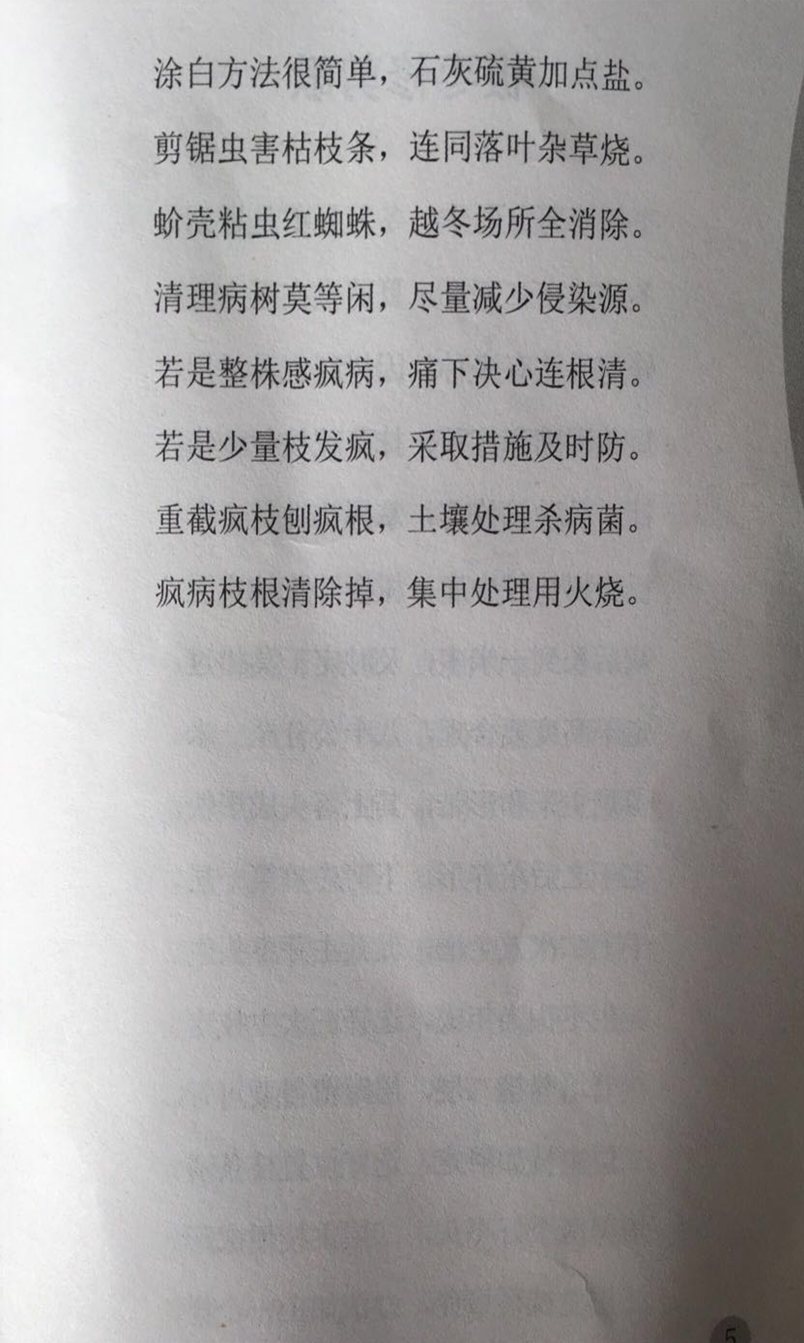 涂白方法很简单，石灰硫黄加点盐。
剪锯虫害枯枝条，连同落叶杂草烧。
蚧壳粘虫红蜘蛛，越冬场所全消除。
清理病树莫等闲，尽量减少侵染源。
若是整株感疯病，痛下决心连根清。
若是少量枝发疯，采取措施及时防。
重截疯枝刨疯根，土壤处理杀病菌。
疯病枝根清除掉，集中处理用火烧。
5